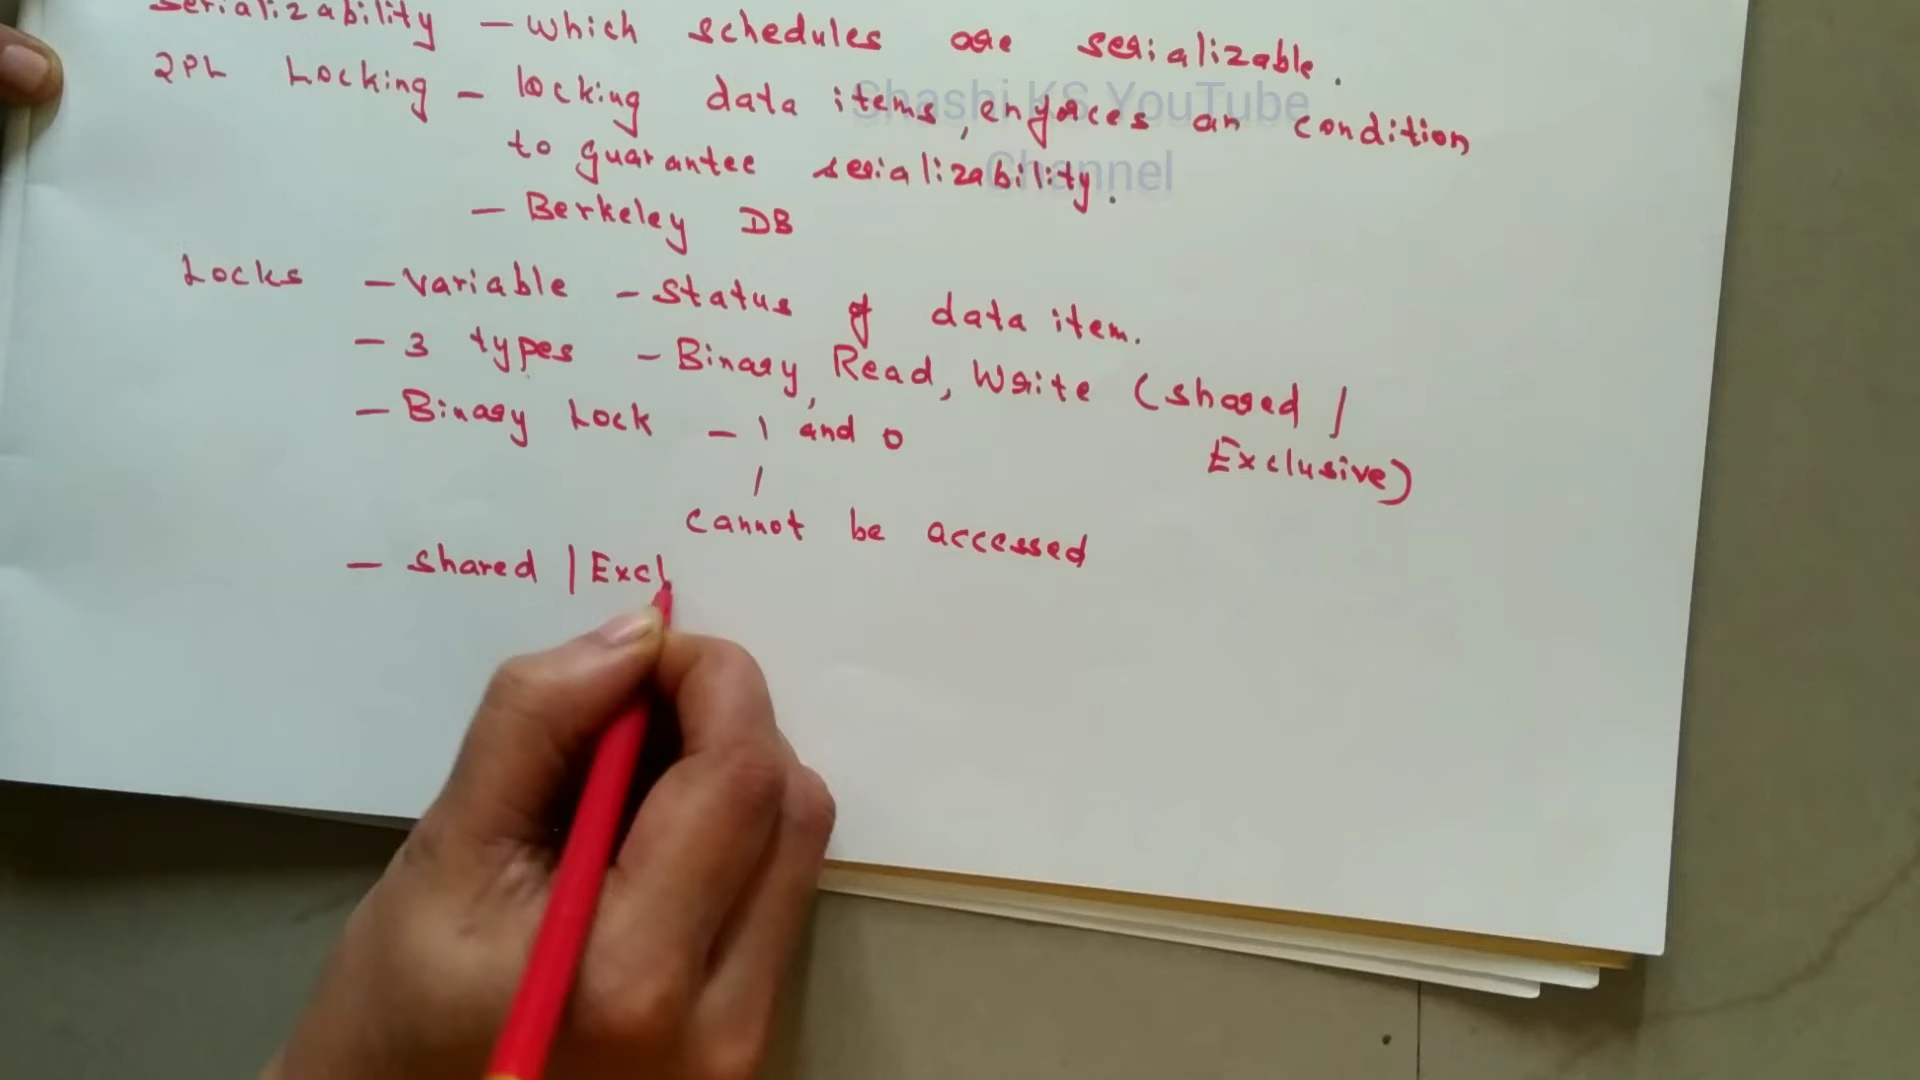 Serializability - which schedules are serializable.
2PL Locking - locking data items, enforces an condition
to guarantee serializability.
- Berkeley DB
Locks - variable - status of data item.
- 3 types - Binary, Read, Write (shared |
Exclusive)
- Binary Lock - 1 and 0
|
cannot be accessed
- shared | Excl
Shashi KS YouTube
Channel